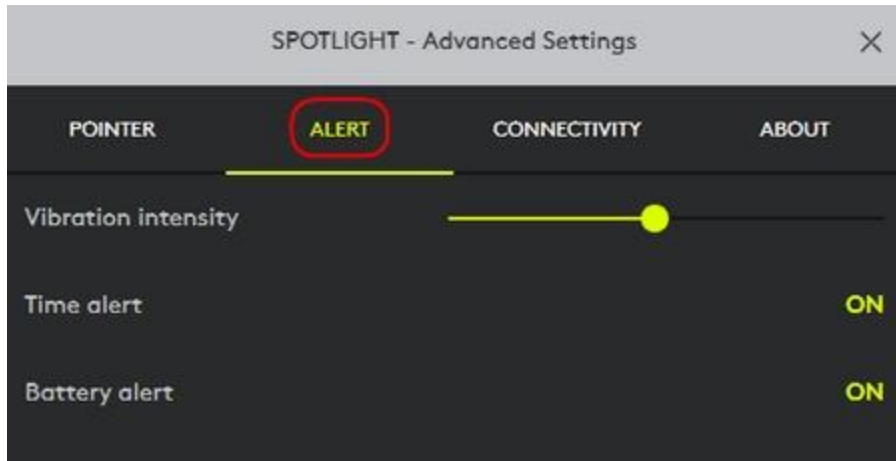 SPOTLIGHT - Advanced Settings
POINTER ALERT CONNECTIVITY ABOUT
Vibration intensity
Time alert ON
Battery alert ON